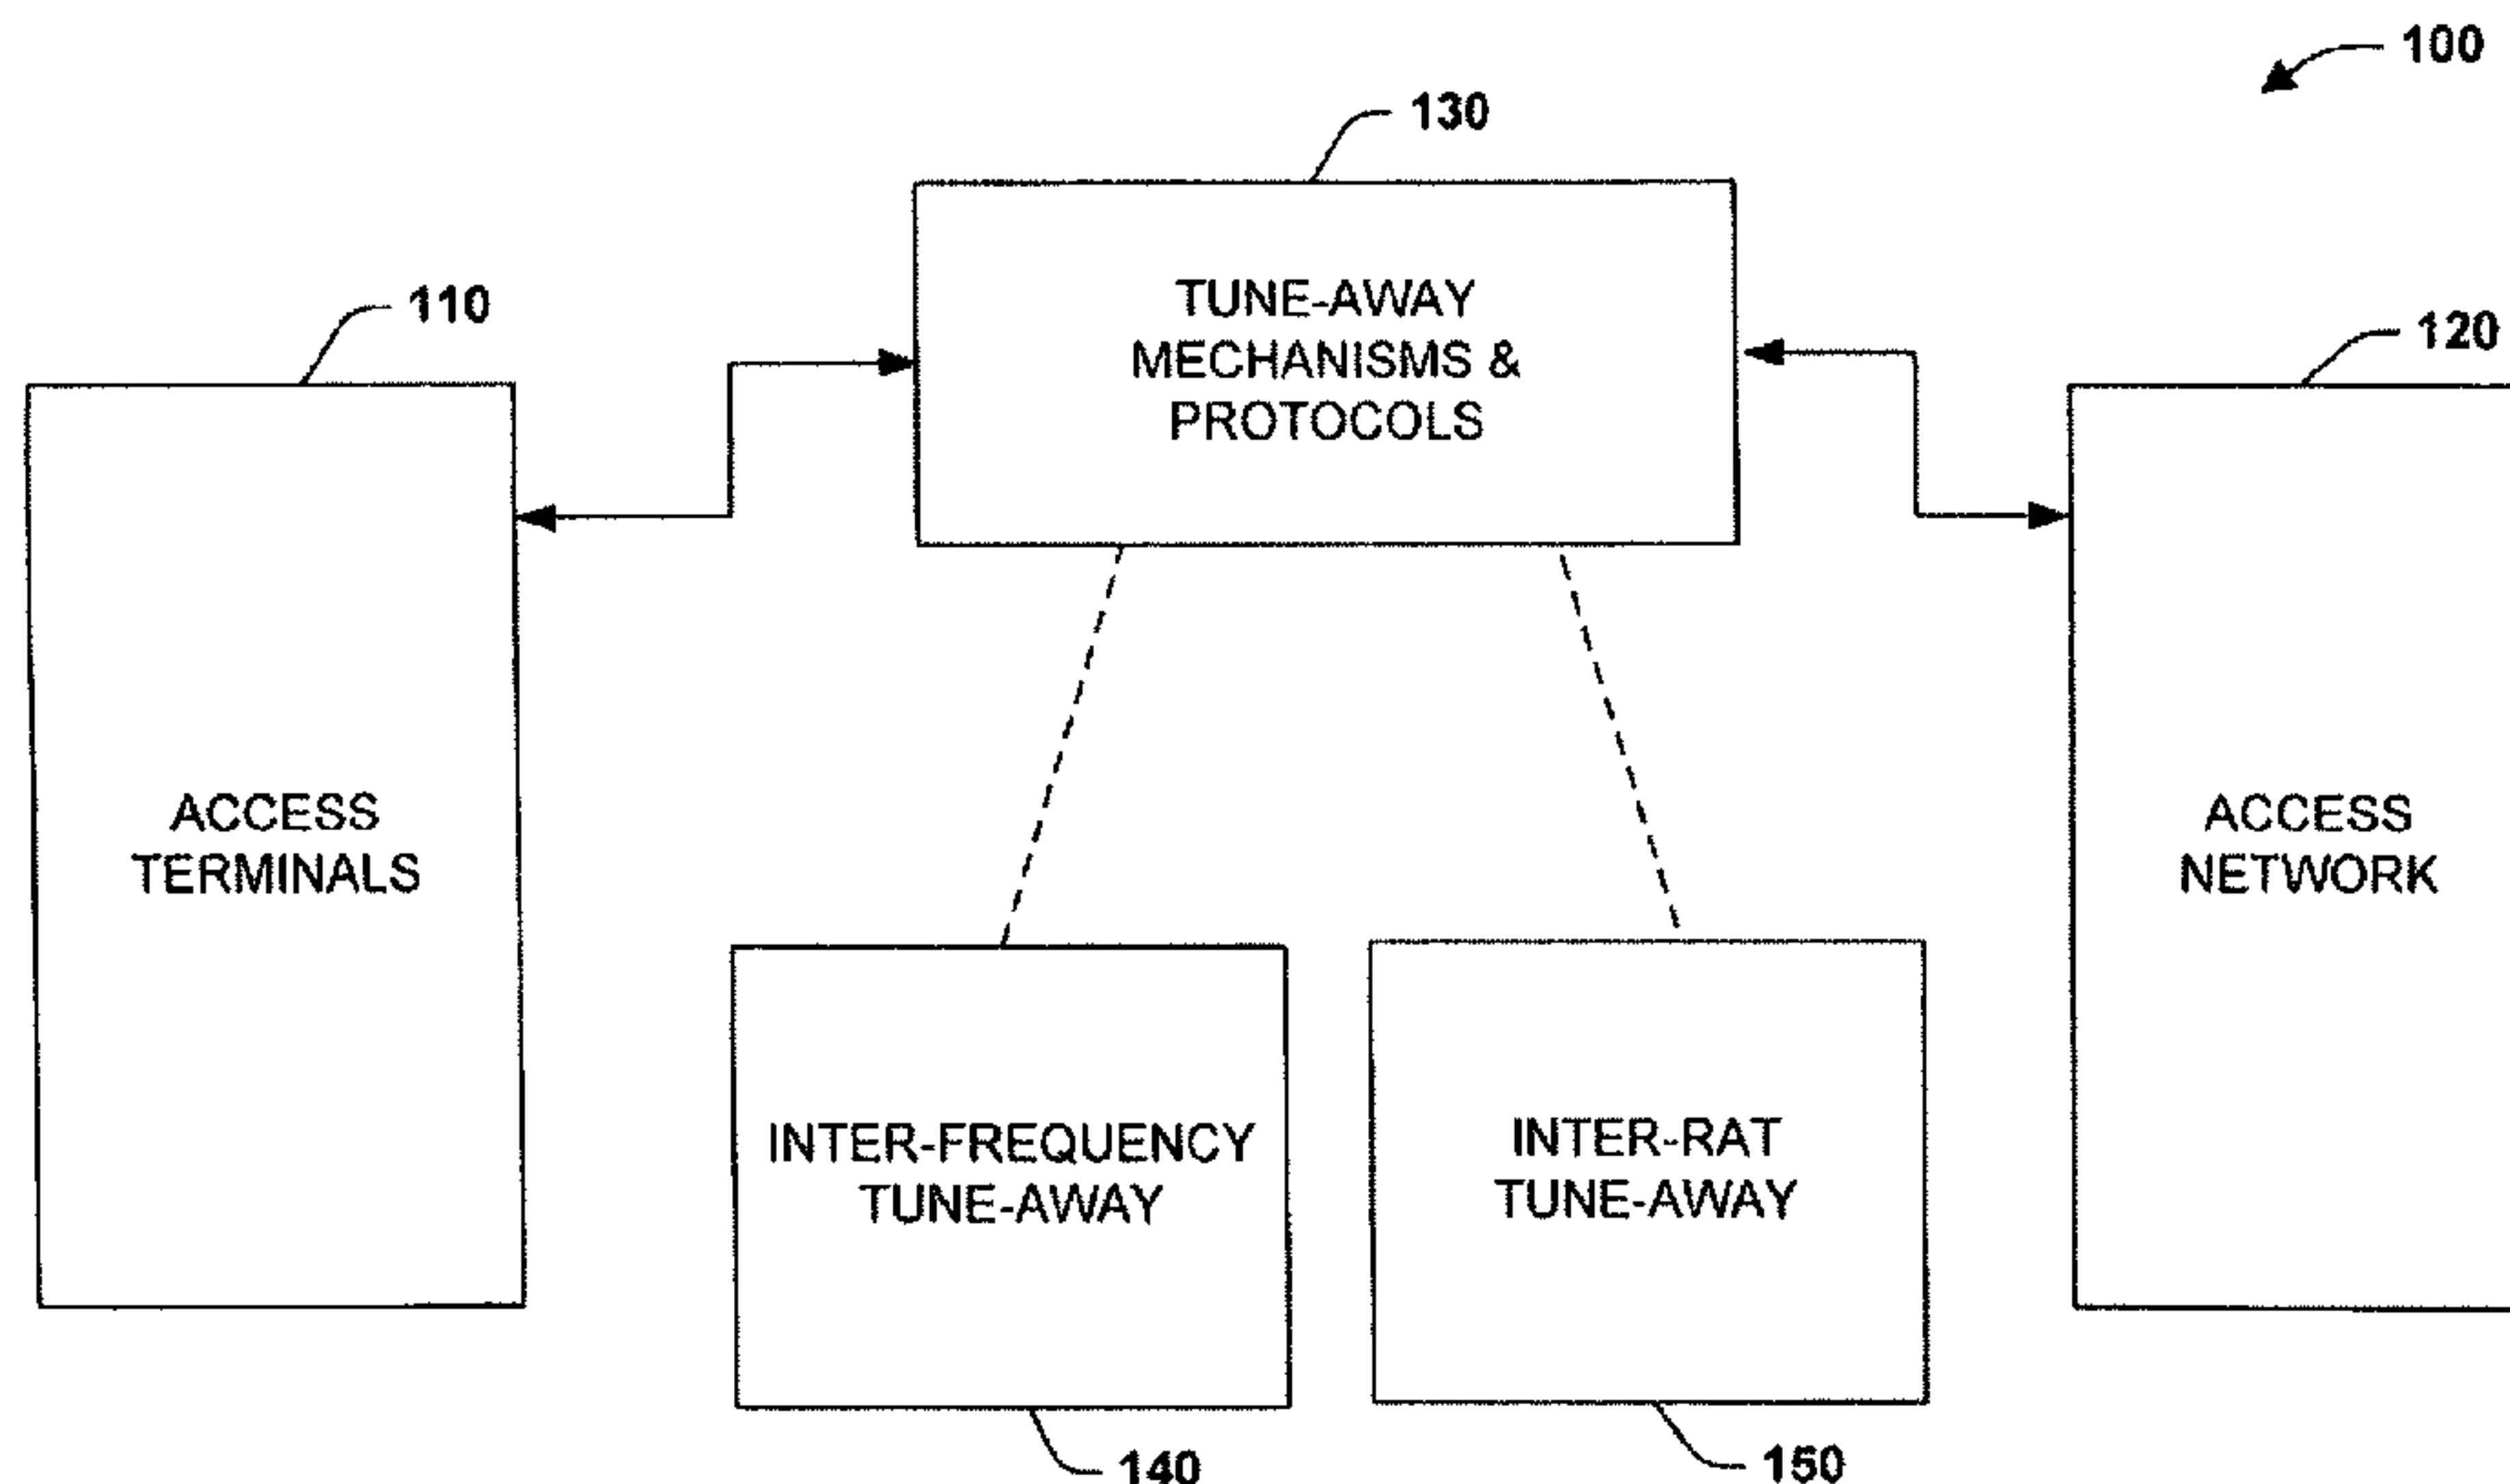 100
130
TUNE-AWAY
MECHANISMS &
PROTOCOLS
110
120
ACCESS
TERMINALS
ACCESS
NETWORK
INTER-FREQUENCY
TUNE-AWAY
INTER-RAT
TUNE-AWAY
140
150